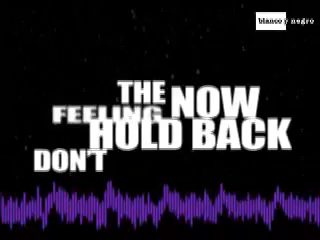 blanco y negro
THE
FEELING NOW
HOLD BACK
DON'T